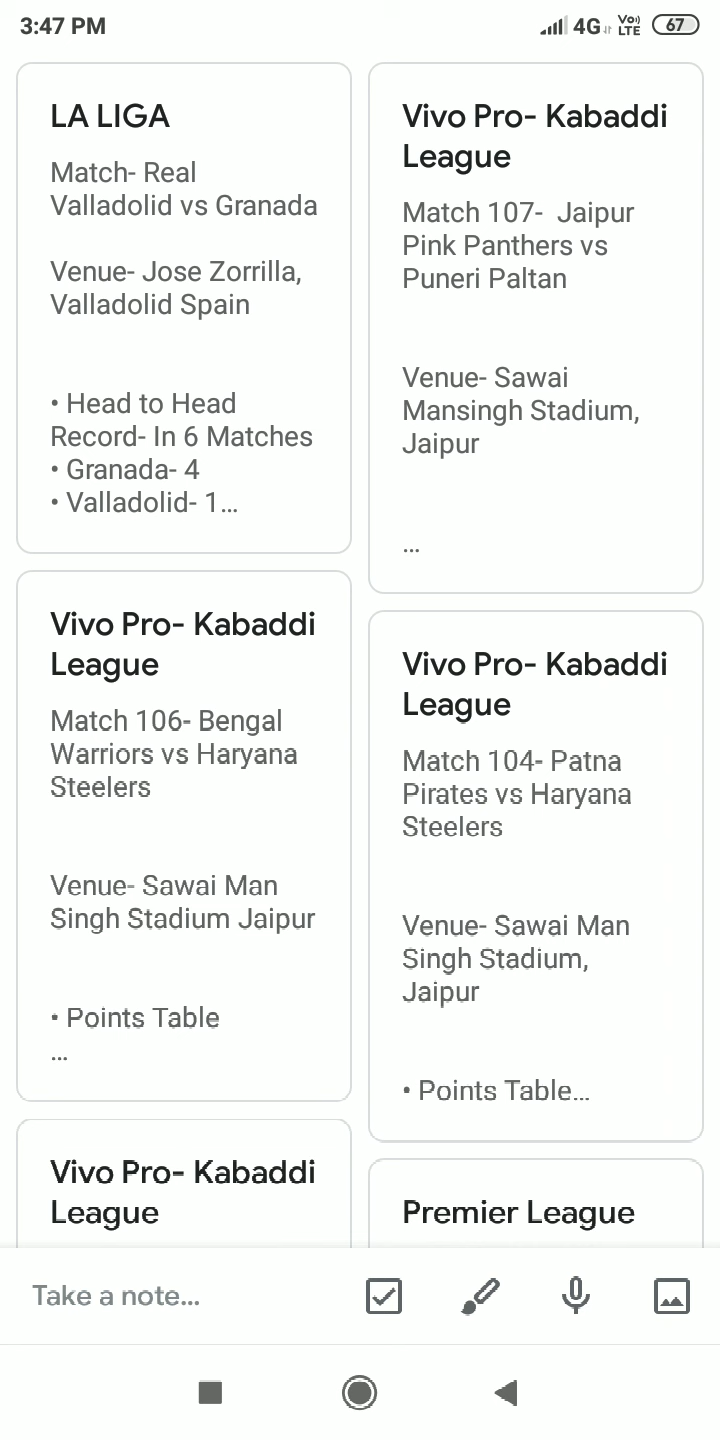 3:47 PM
4G
Vo))
LTE
67
LA LIGA
Match- Real
Valladolid vs Granada
Venue- Jose Zorrilla,
Valladolid Spain
• Head to Head
Record- In 6 Matches
• Granada- 4
• Valladolid- 1...
Vivo Pro- Kabaddi
League
Match 107-  Jaipur
Pink Panthers vs
Puneri Paltan
Venue- Sawai
Mansingh Stadium,
Jaipur
...
Vivo Pro- Kabaddi
League
Match 106- Bengal
Warriors vs Haryana
Steelers
Venue- Sawai Man
Singh Stadium Jaipur
• Points Table
...
Vivo Pro- Kabaddi
League
Match 104- Patna
Pirates vs Haryana
Steelers
Venue- Sawai Man
Singh Stadium,
Jaipur
• Points Table...
Vivo Pro- Kabaddi
League
Premier League
Take a note...